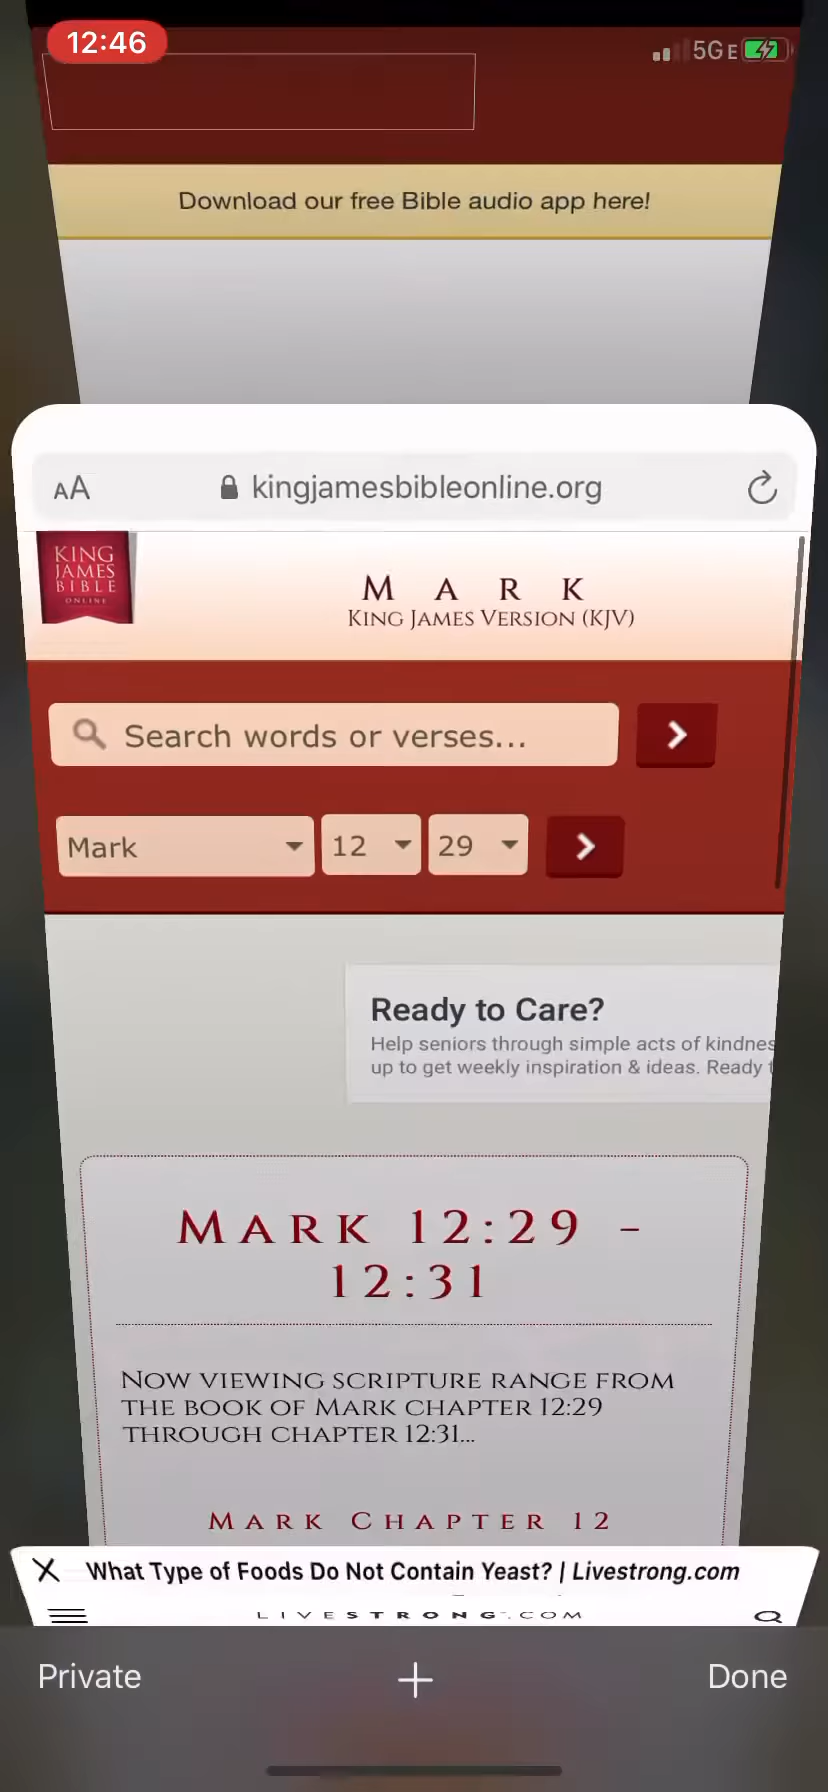 12:46
5GE
Download our free Bible audio app here!
AA
kingjamesbibleonline.org
KING
JAMES
BIBLE
ONLINE
MARK
KING JAMES VERSION (KJV)
Search words or verses...
Mark
12
29
Ready to Care?
Help seniors through simple acts of kindnes
up to get weekly inspiration & ideas. Ready t
MARK 12:29 -
12:31
NOW VIEWING SCRIPTURE RANGE FROM
THE BOOK OF MARK CHAPTER 12:29
THROUGH CHAPTER 12:31...
MARK CHAPTER 12
What Type of Foods Do Not Contain Yeast? | Livestrong.com
LIVESTRONG.COM
Private
Done